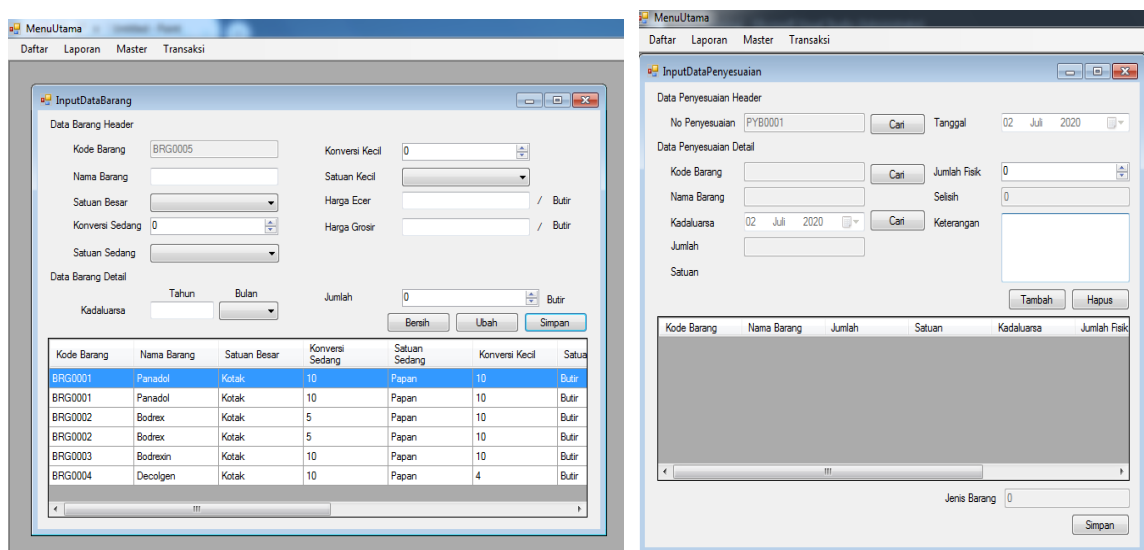 MenuUtama
Daftar Laporan Master Transaksi
InputDataBarang
Data Barang Header
Kode Barang BRG0005 Konversi Kecil 0
Nama Barang Satuan Kecil
Satuan Besar Harga Ecer / Butir
Konversi Sedang 0 Harga Grosir / Butir
Satuan Sedang
Data Barang Detail
Tahun Bulan
Kadaluarsa Jumlah 0 Butir
Bersih Ubah Simpan
Kode Barang Nama Barang Satuan Besar Konversi Sedang Satuan Sedang Konversi Kecil Satua
BRG0001 Panadol Kotak 10 Papan 10 Butir
BRG0001 Panadol Kotak 10 Papan 10 Butir
BRG0002 Bodrex Kotak 5 Papan 10 Butir
BRG0002 Bodrex Kotak 5 Papan 10 Butir
BRG0003 Bodrexin Kotak 10 Papan 10 Butir
BRG0004 Decolgen Kotak 10 Papan 4 Butir
MenuUtama
Daftar Laporan Master Transaksi
InputDataPenyesuaian
Data Penyesuaian Header
No Penyesuaian PYB0001 Cari Tanggal 02 Juli 2020
Data Penyesuaian Detail
Kode Barang Cari Jumlah Fisik 0
Nama Barang Selisih 0
Kadaluarsa 02 Juli 2020 Cari Keterangan
Jumlah
Satuan
Tambah Hapus
Kode Barang Nama Barang Jumlah Satuan Kadaluarsa Jumlah Fisik
Jenis Barang 0
Simpan